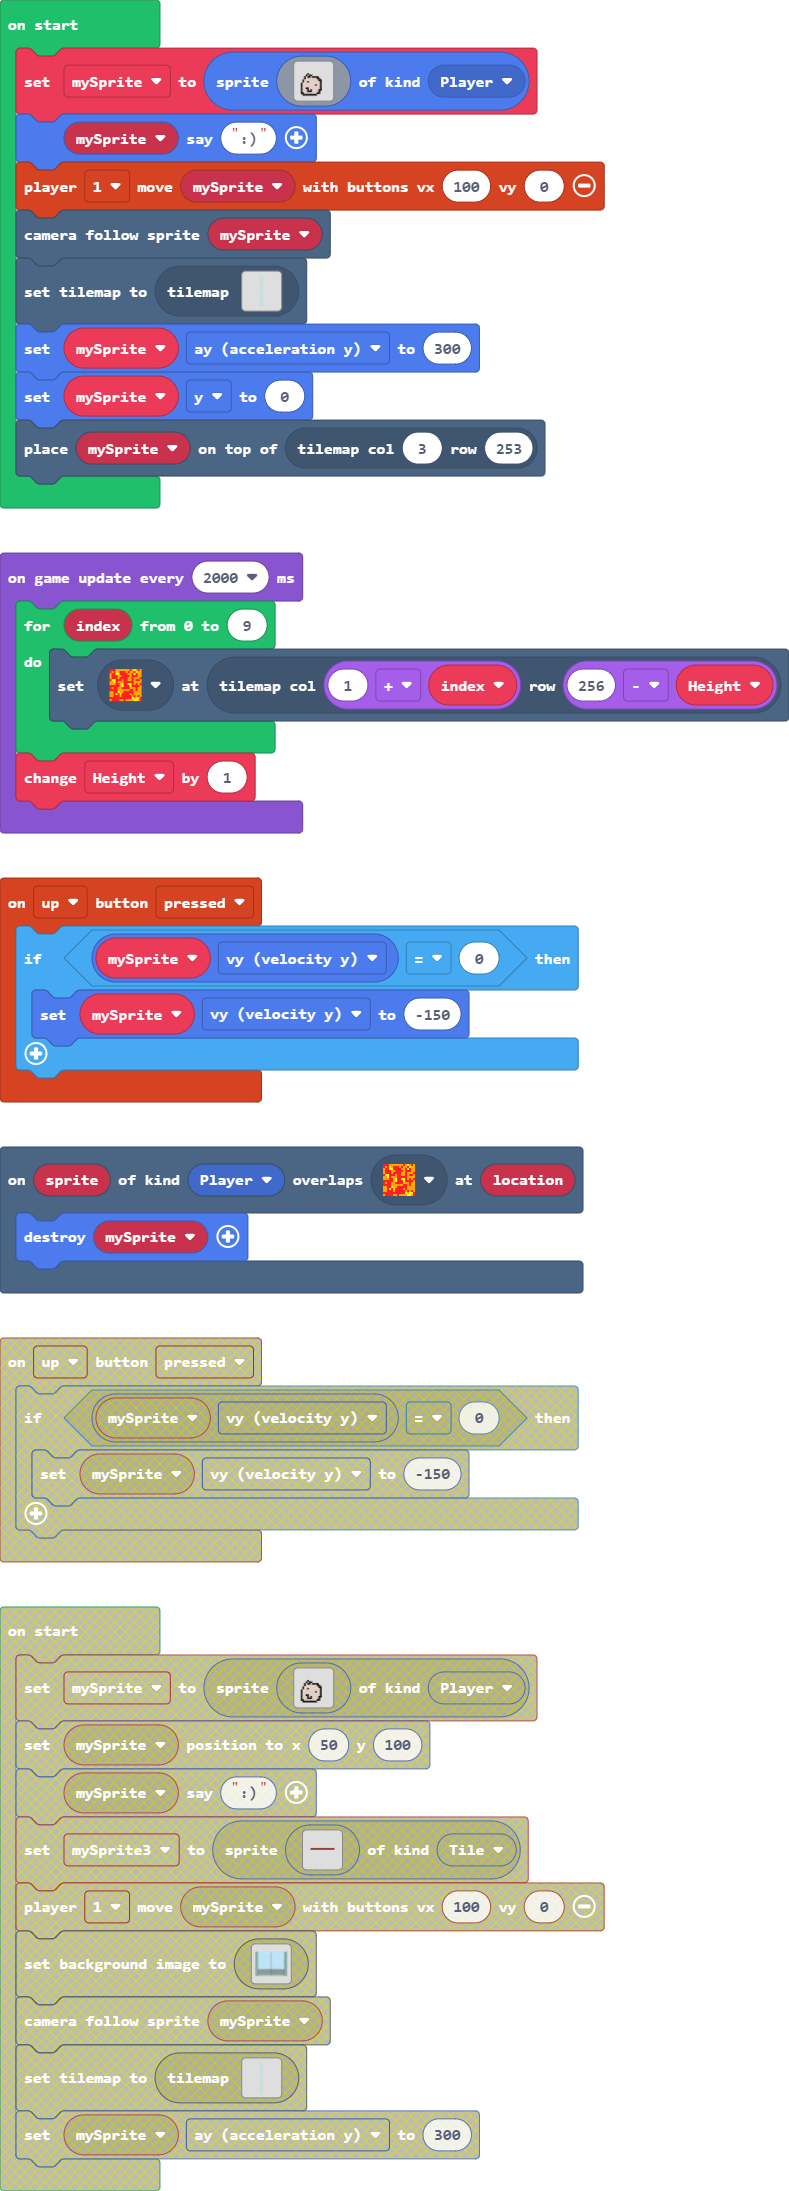 on start
set mySprite to sprite of kind Player
mySprite say ":)"
player 1 move mySprite with buttons vx 100 vy 0
camera follow sprite mySprite
set tilemap to tilemap
set mySprite ay (acceleration y) to 300
set mySprite y to 0
place mySprite on top of tilemap col 3 row 253
on game update every 2000 ms
for index from 0 to 9
do
set at tilemap col 1 + index row 256 - Height
change Height by 1
on up button pressed
if mySprite vy (velocity y) = 0 then
set mySprite vy (velocity y) to -150
on sprite of kind Player overlaps at location
destroy mySprite
on up button pressed
if mySprite vy (velocity y) = 0 then
set mySprite vy (velocity y) to -150
on start
set mySprite to sprite of kind Player
set mySprite position to x 50 y 100
mySprite say ":)"
set mySprite3 to sprite of kind Tile
player 1 move mySprite with buttons vx 100 vy 0
set background image to
camera follow sprite mySprite
set tilemap to tilemap
set mySprite ay (acceleration y) to 300